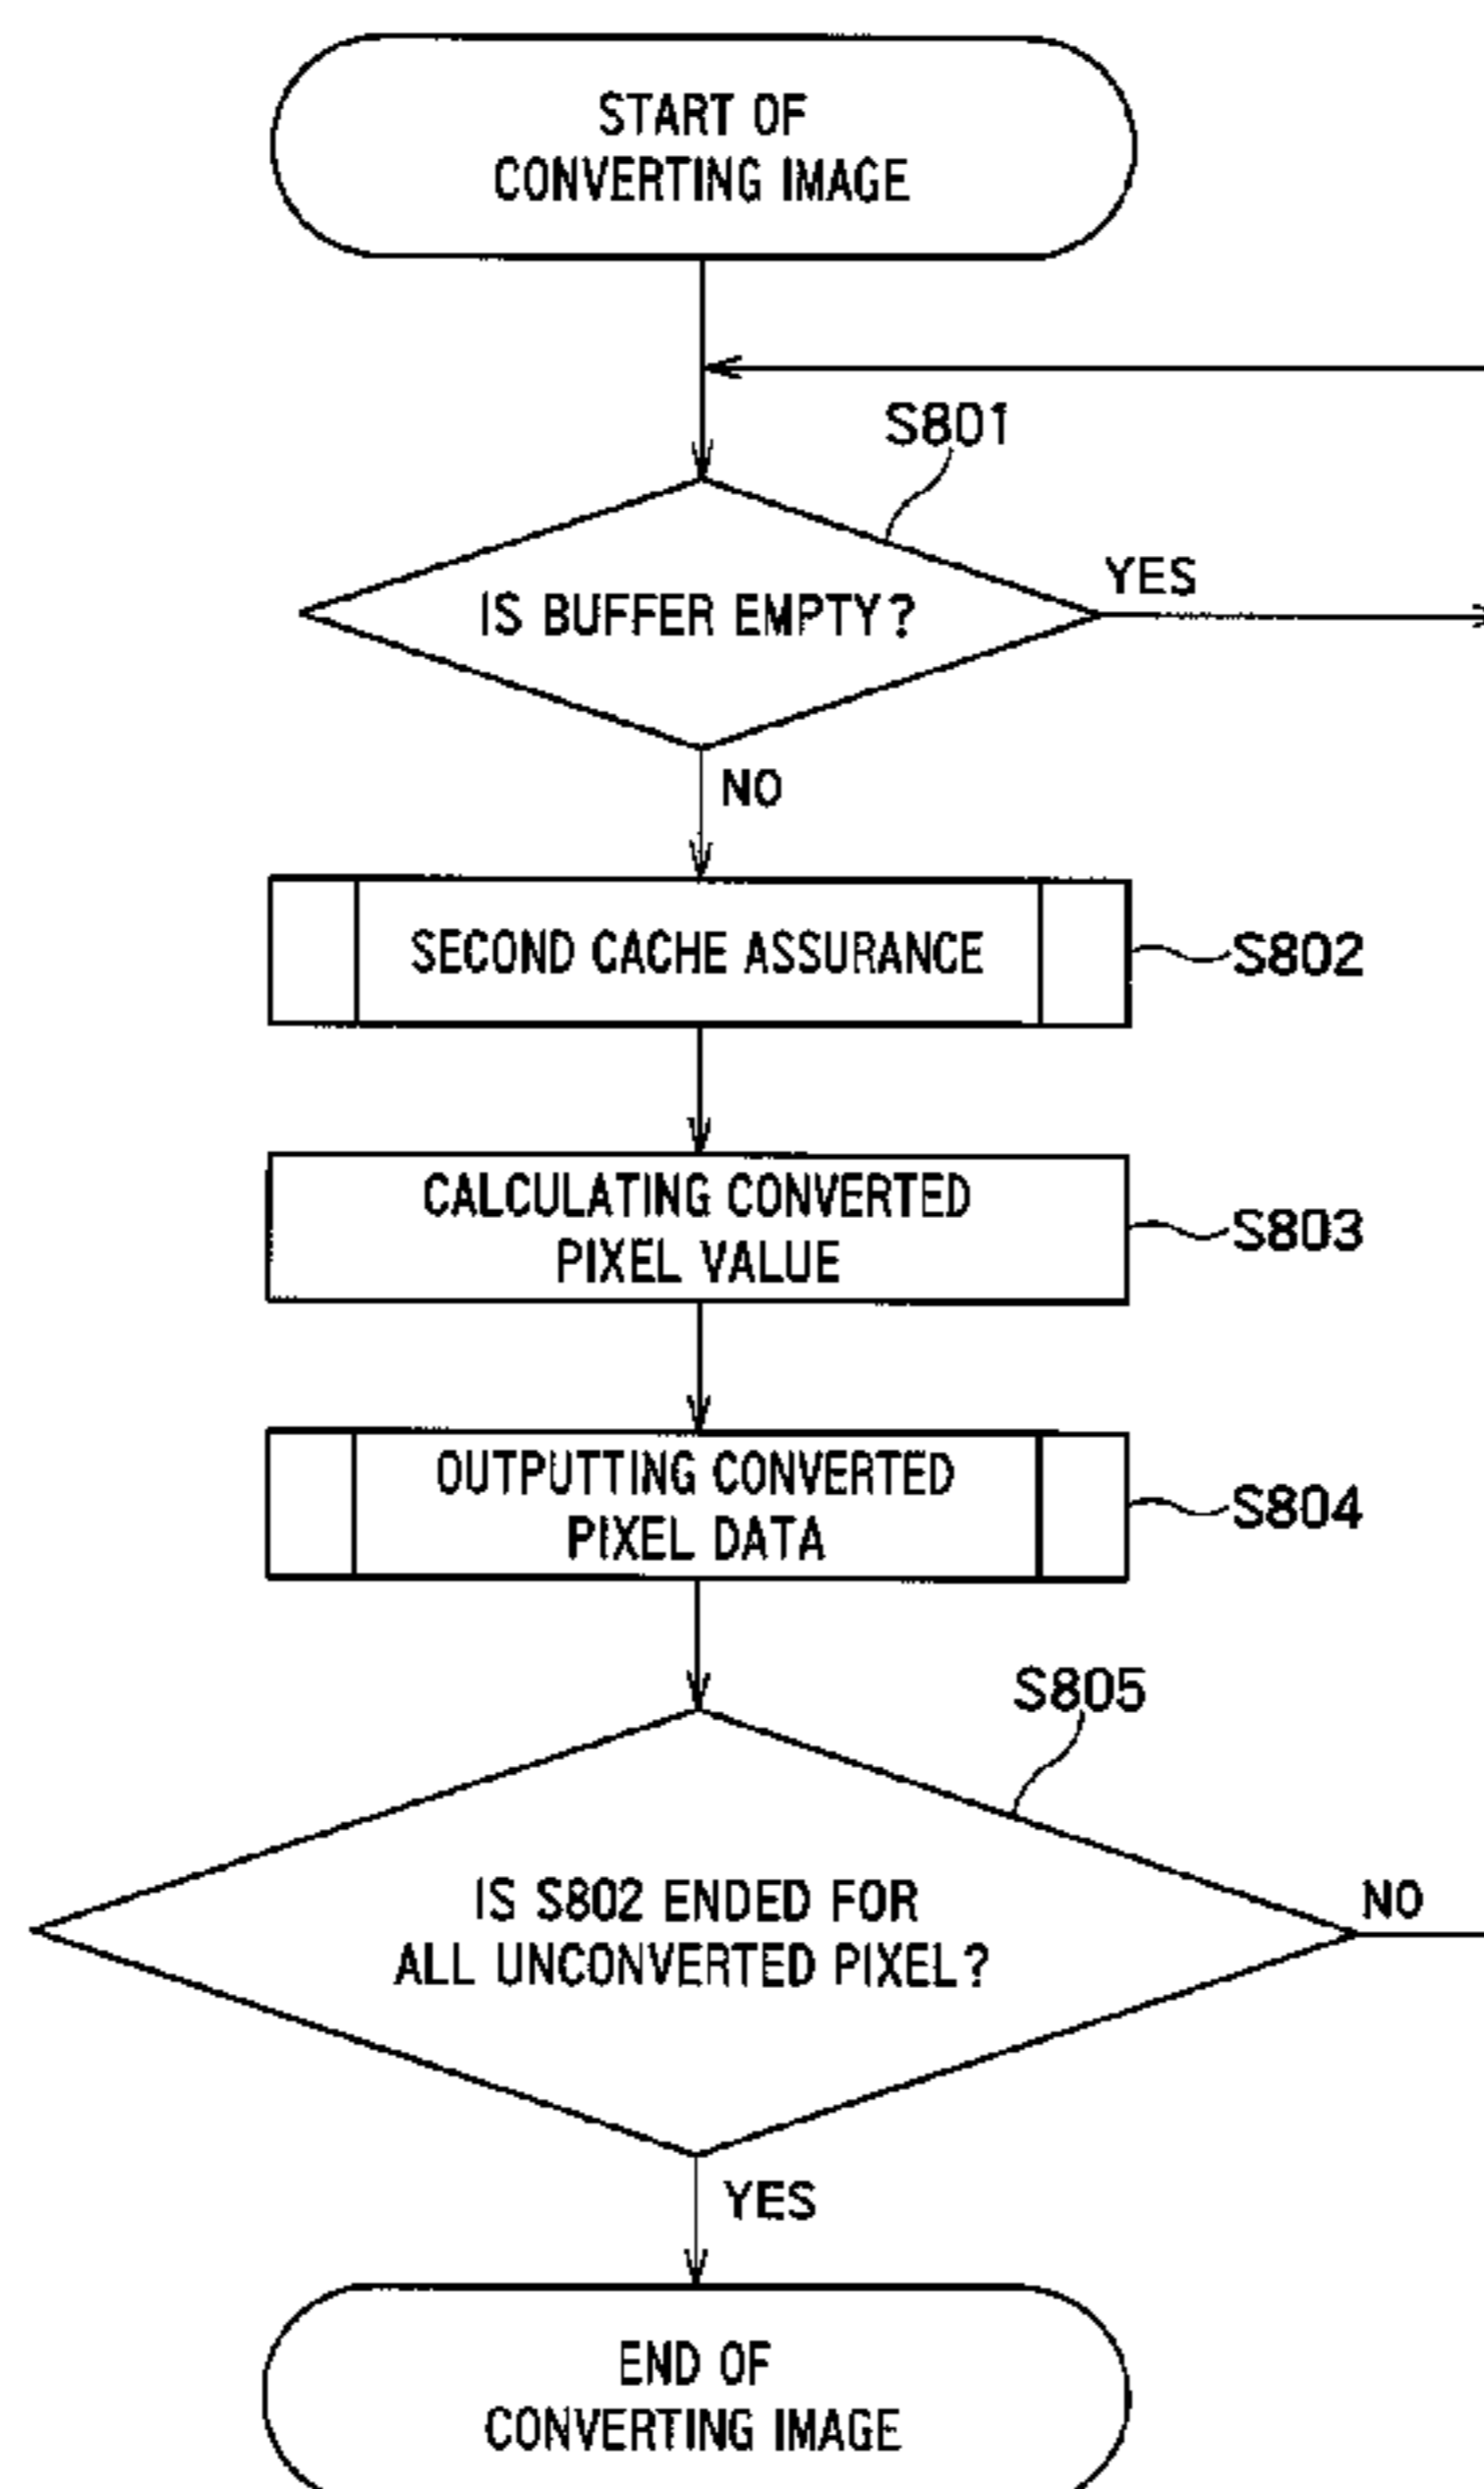 START OF
CONVERTING IMAGE
S801
YES
IS BUFFER EMPTY?
NO
SECOND CACHE ASSURANCE
S802
CALCULATING CONVERTED
PIXEL VALUE
S803
OUTPUTTING CONVERTED
PIXEL DATA
S804
S805
IS S802 ENDED FOR
ALL UNCONVERTED PIXEL?
NO
YES
END OF
CONVERTING IMAGE